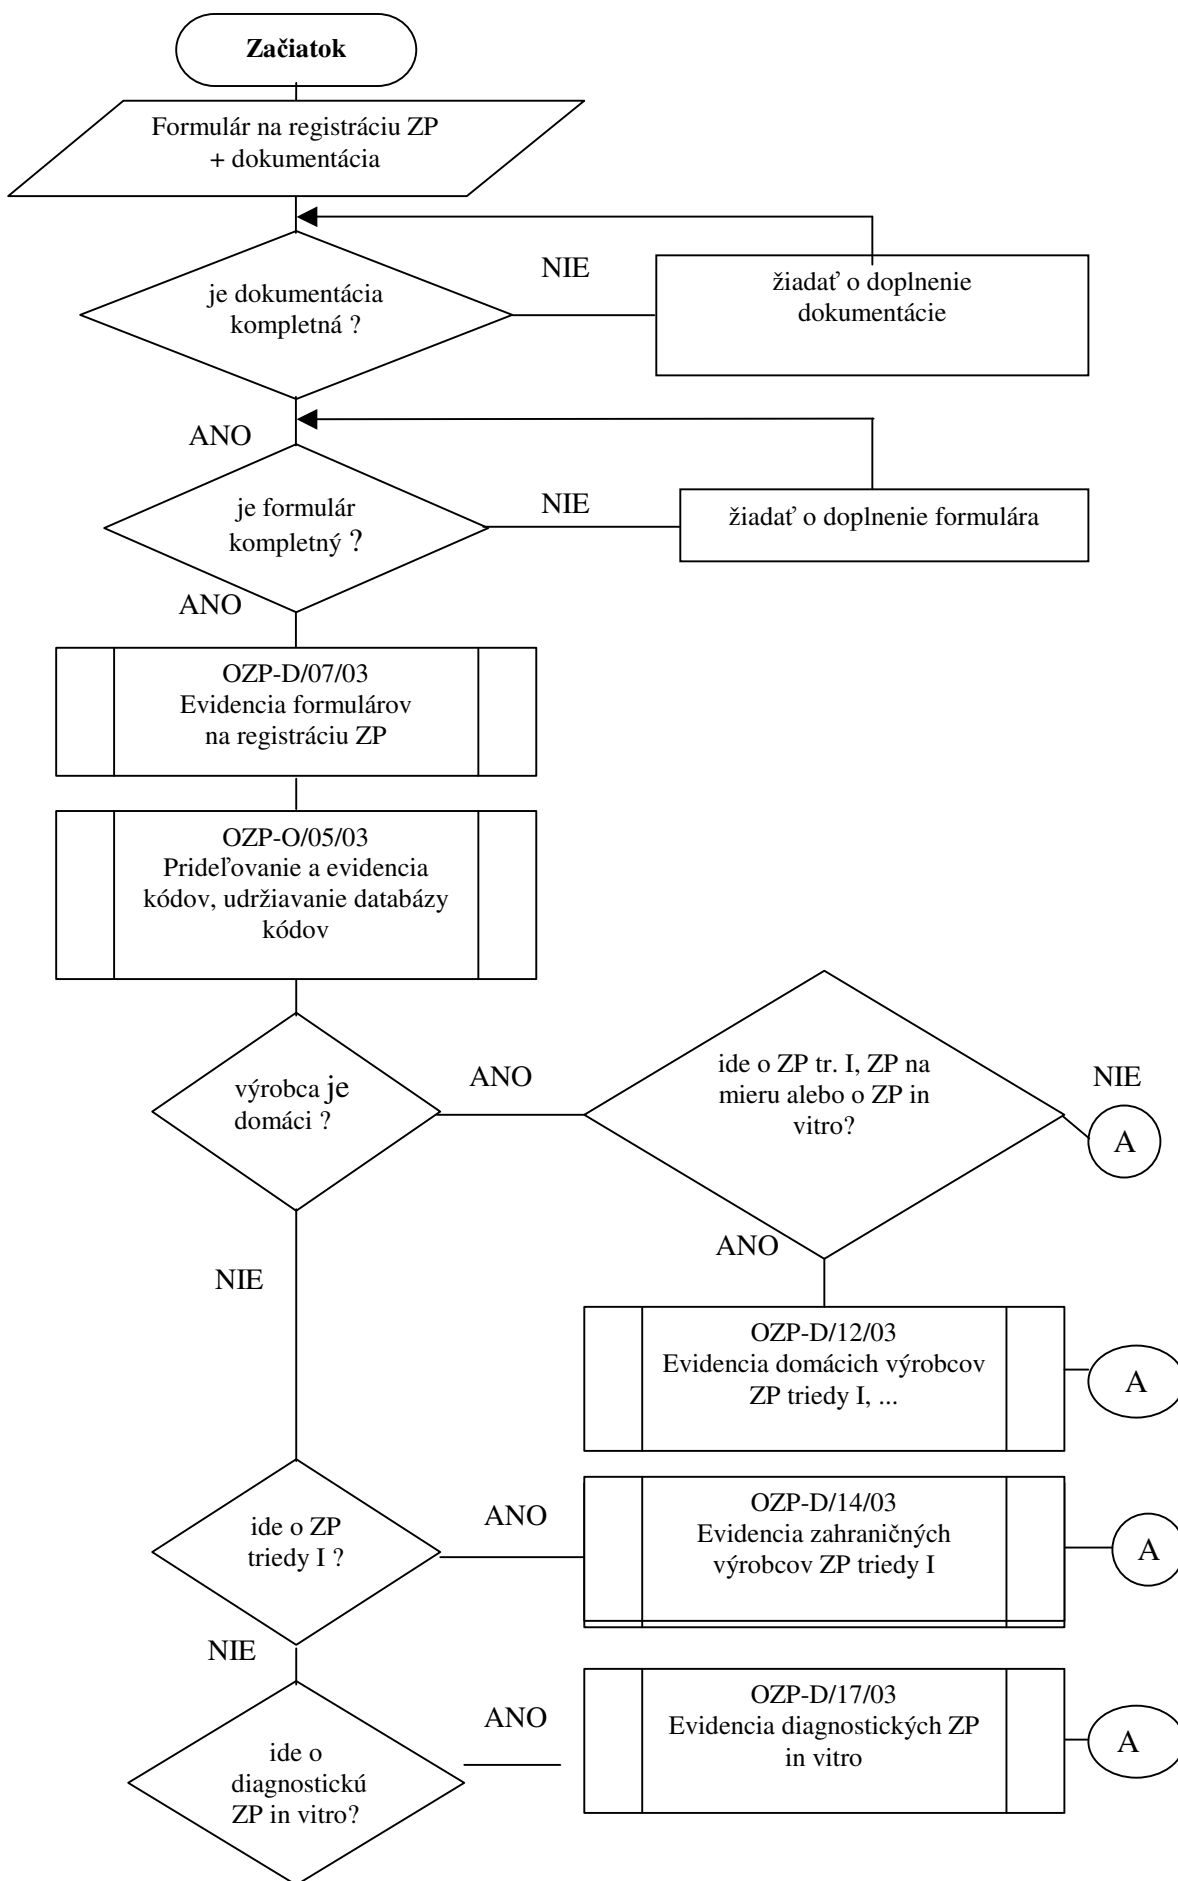 Začiatok
Formulár na registráciu ZP
+ dokumentácia
je dokumentácia
kompletná ?
NIE
žiadať o doplnenie
dokumentácie
ANO
je formulár
kompletný ?
NIE
žiadať o doplnenie formulára
ANO
OZP-D/07/03
Evidencia formulárov
na registráciu ZP
OZP-O/05/03
Prideľovanie a evidencia
kódov, udržiavanie databázy
kódov
výrobca je
domáci ?
ANO
ide o ZP tr. I, ZP na
mieru alebo o ZP in
vitro?
NIE
A
ANO
NIE
OZP-D/12/03
Evidencia domácich výrobcov
ZP triedy I, ...
A
ide o ZP
triedy I ?
ANO
OZP-D/14/03
Evidencia zahraničných
výrobcov ZP triedy I
A
NIE
ide o
diagnostickú
ZP in vitro?
ANO
OZP-D/17/03
Evidencia diagnostických ZP
in vitro
A